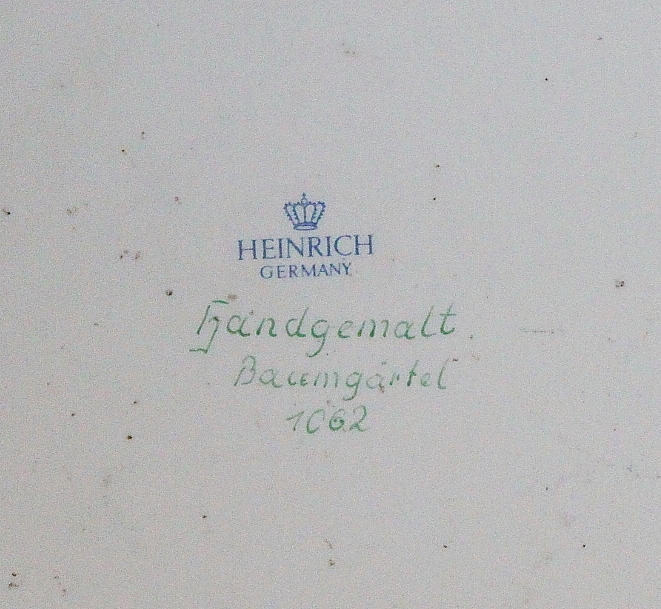 HEINRICH
GERMANY
Handgemalt.
Baumgärtel
1062